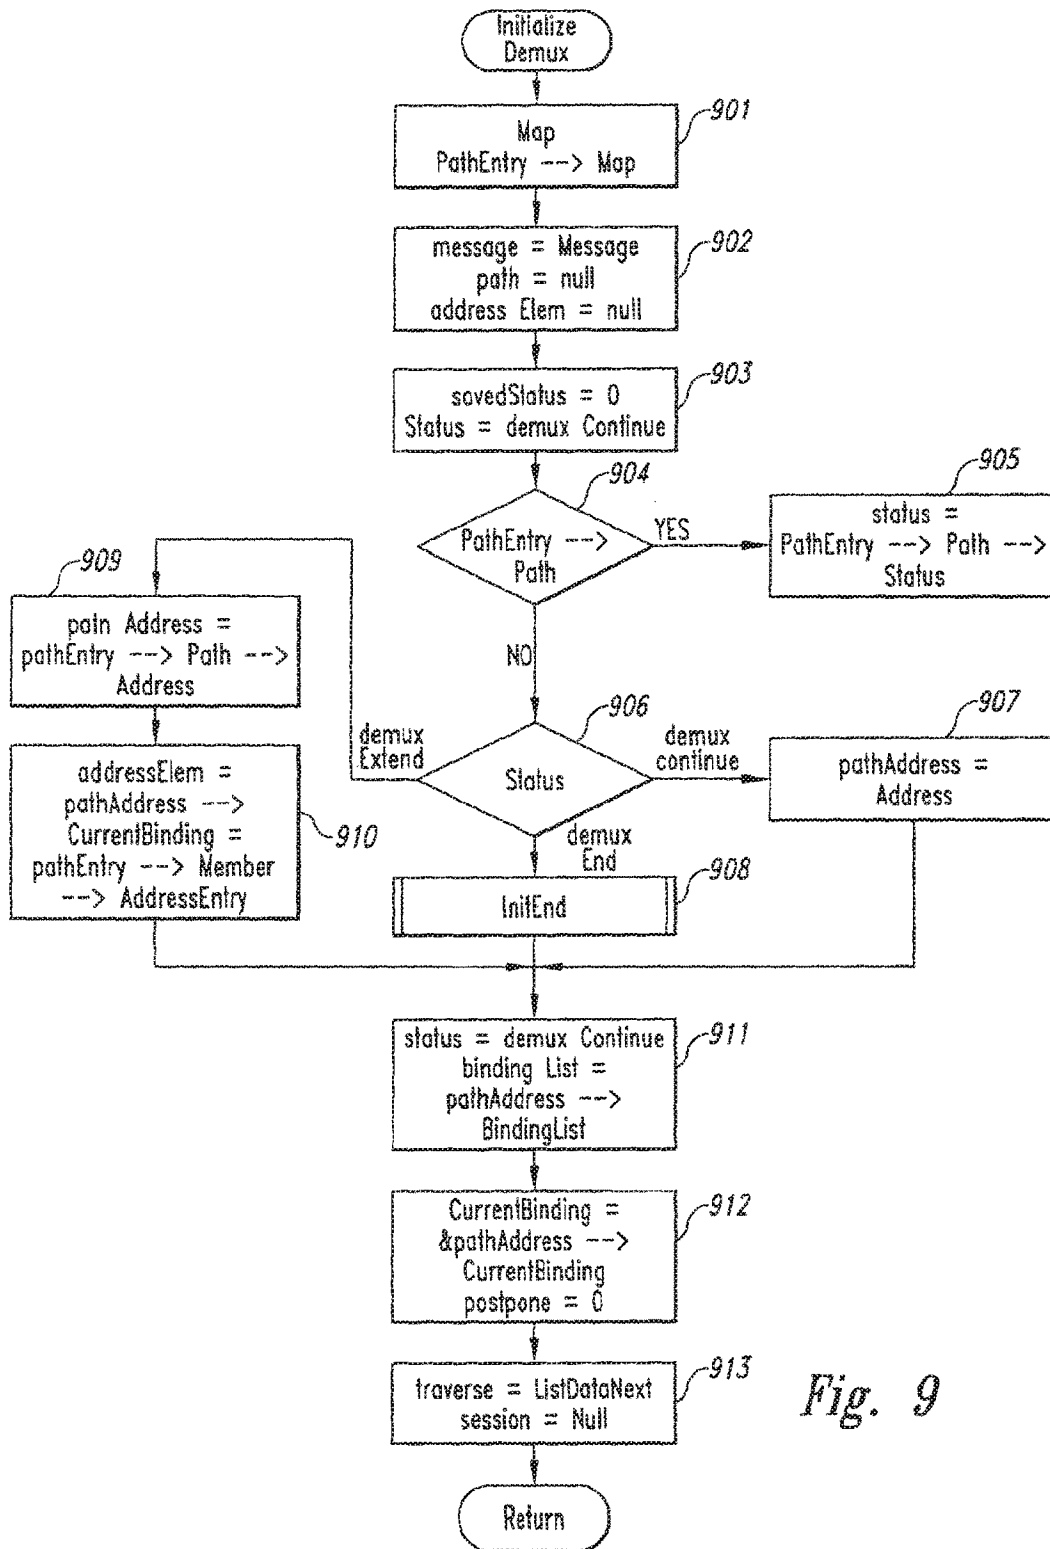 Initialize
Demux
901
Map
PathEntry --> Map
902
message = Message
path = null
address Elem = null
903
savedStatus = 0
Status = demux Continue
904
PathEntry -->
Path
YES
905
status =
PathEntry --> Path -->
Status
NO
909
pain Address =
pathEntry --> Path -->
Address
906
Status
demux
Extend
demux
continue
907
pathAddress =
Address
demux
End
910
addressElem =
pathAddress -->
CurrentBinding =
pathEntry --> Member
--> AddressEntry
908
InitEnd
911
status = demux Continue
binding List =
pathAddress -->
BindingList
912
CurrentBinding =
&pathAddress -->
CurrentBinding
postpone = 0
913
traverse = ListDataNext
session = Null
Return
Fig. 9